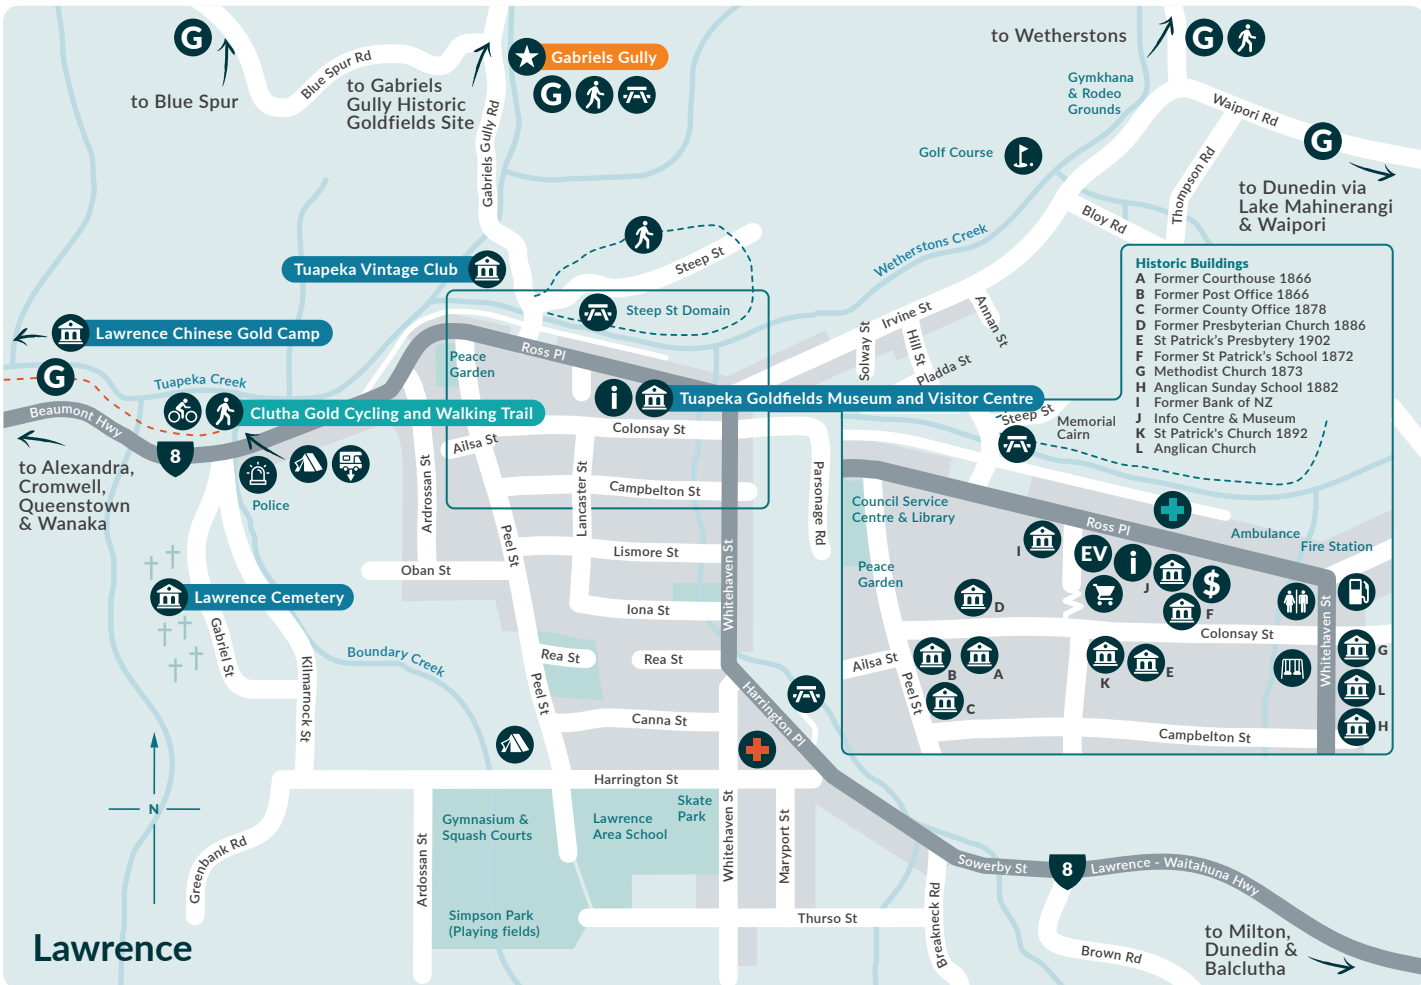 G
to Blue Spur
Blue Spur Rd
to Gabriels
Gully Historic
Goldfields Site
Gabriels Gully
G
Gabriels Gully Rd
to Wetherstons
G
Gymkhana
& Rodeo
Grounds
Waipori Rd
G
Golf Course
Thompson Rd
to Dunedin via
Lake Mahinerangi
& Waipori
Bloy Rd
Wetherstons Creek
Tuapeka Vintage Club
Steep St
Steep St Domain
Historic Buildings
A Former Courthouse 1866
B Former Post Office 1866
C Former County Office 1878
D Former Presbyterian Church 1886
E St Patrick's Presbytery 1902
F Former St Patrick's School 1872
G Methodist Church 1873
H Anglican Sunday School 1882
I Former Bank of NZ
J Info Centre & Museum
K St Patrick's Church 1892
L Anglican Church
Lawrence Chinese Gold Camp
Ross Pl
Peace
Garden
Irvine St
Annan St
Solway St
Hill St
Pladda St
G
Tuapeka Creek
i
Tuapeka Goldfields Museum and Visitor Centre
Clutha Gold Cycling and Walking Trail
Beaumont Hwy
8
to Alexandra,
Cromwell,
Queenstown
& Wanaka
Police
Ailsa St
Colonsay St
Steep St
Memorial
Cairn
Ardrossan St
Lancaster St
Campbelton St
Parsonage Rd
Peel St
Lismore St
Oban St
Iona St
Whitehaven St
Council Service
Centre & Library
Ross Pl
Ambulance
Fire Station
I
EV
i
J
$
Peace
Garden
D
F
Colonsay St
Whitehaven St
G
Ailsa St
B
A
K
E
L
Peel St
C
H
Campbelton St
Lawrence Cemetery
Gabriel St
Kilmarnock St
Boundary Creek
Rea St
Rea St
Peel St
Canna St
Harrington Pl
Harrington St
N
Gymnasium &
Squash Courts
Lawrence
Area School
Skate
Park
Whitehaven St
Maryport St
Greenbank Rd
Ardossan St
Simpson Park
(Playing fields)
Thurso St
Breakneck Rd
Sowerby St
8
Lawrence - Waitahuna Hwy
Brown Rd
to Milton,
Dunedin &
Balclutha
Lawrence